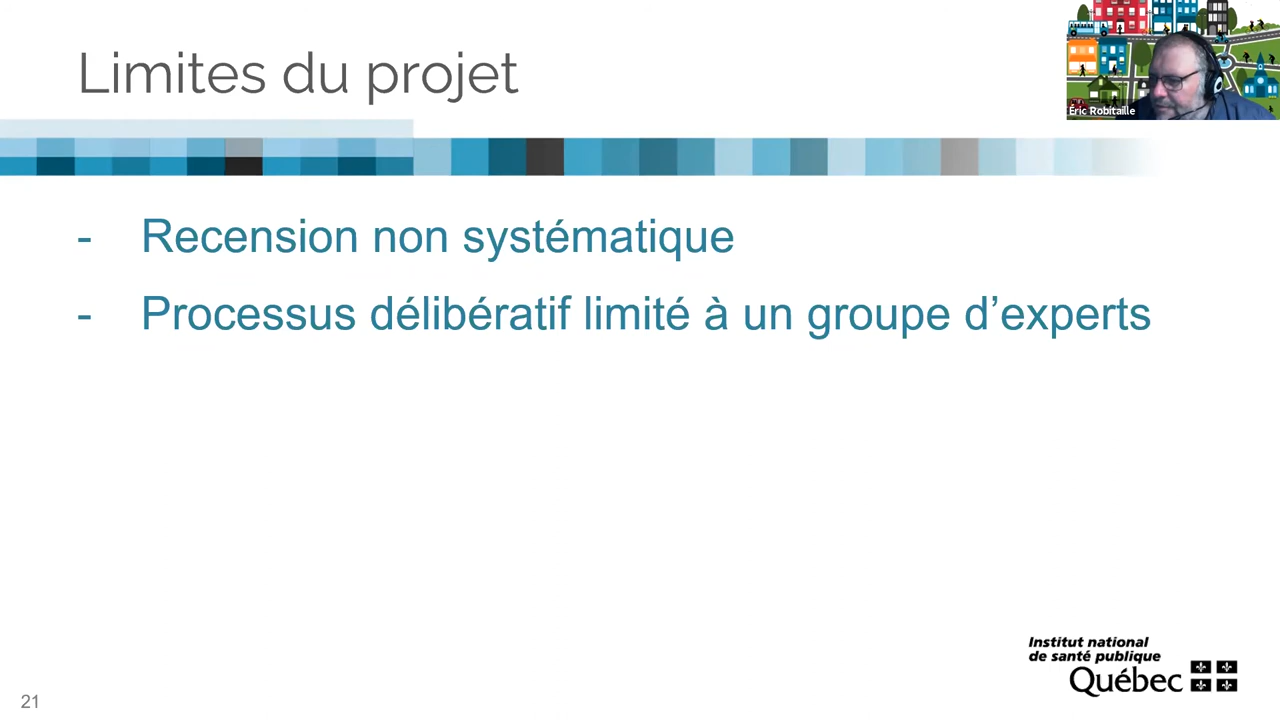 Limites du projet
Éric Robitaille
- Recension non systématique
- Processus délibératif limité à un groupe d’experts
Institut national
de santé publique
Québec
21